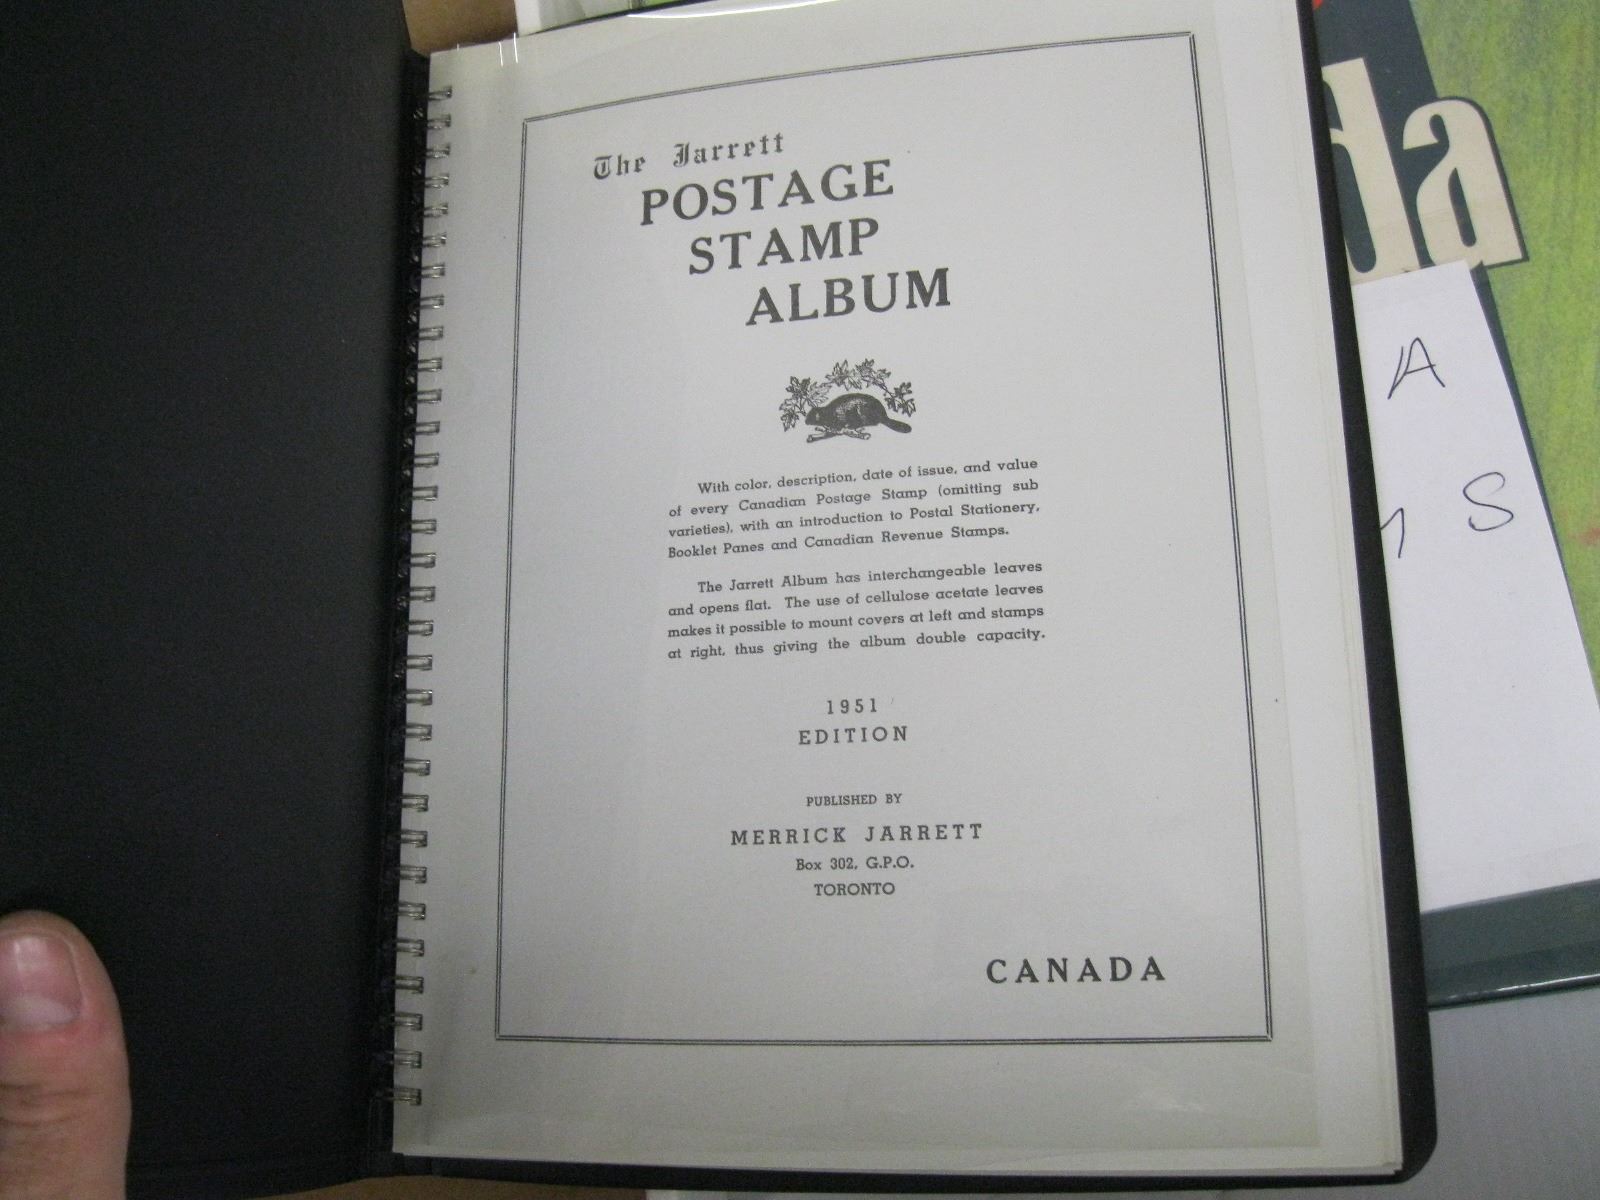 The Jarrett
POSTAGE
STAMP
ALBUM
With color, description, date of issue, and value
of every Canadian Postage Stamp (omitting sub
varieties), with an introduction to Postal Stationery,
Booklet Panes and Canadian Revenue Stamps.
The Jarrett Album has interchangeable leaves
and opens flat. The use of cellulose acetate leaves
makes it possible to mount covers at left and stamps
at right, thus giving the album double capacity.
1951
EDITION
PUBLISHED BY
MERRICK JARRETT
Box 302, G.P.O.
TORONTO
CANADA
da
A
S